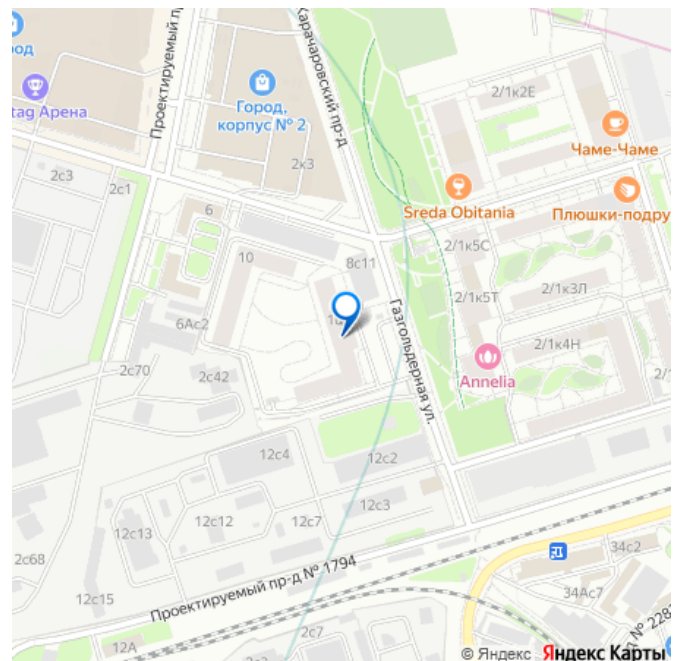 Проектируемый пр
Карачаровский пр-д
од
tag Арена
Город,
корпус № 2
2/1к2Е
Чаме-Чаме
2к3
2с3
2с1
Sreda Obitania
Плюшки-подру
6
2/1к5С
10
8с11
2/1к3Л
2/1к5Т
Газгольдерная ул.
6Ас2
2/1к4Н
2с70
2с42
Annelia
2/
12с4
12с2
12с3
12с13
12с12
12с7
2с68
34с2
Проектируемый пр-д № 1794
12с15
34Ас7
2с7
12А
д № 228
© Яндекс Яндекс Карты